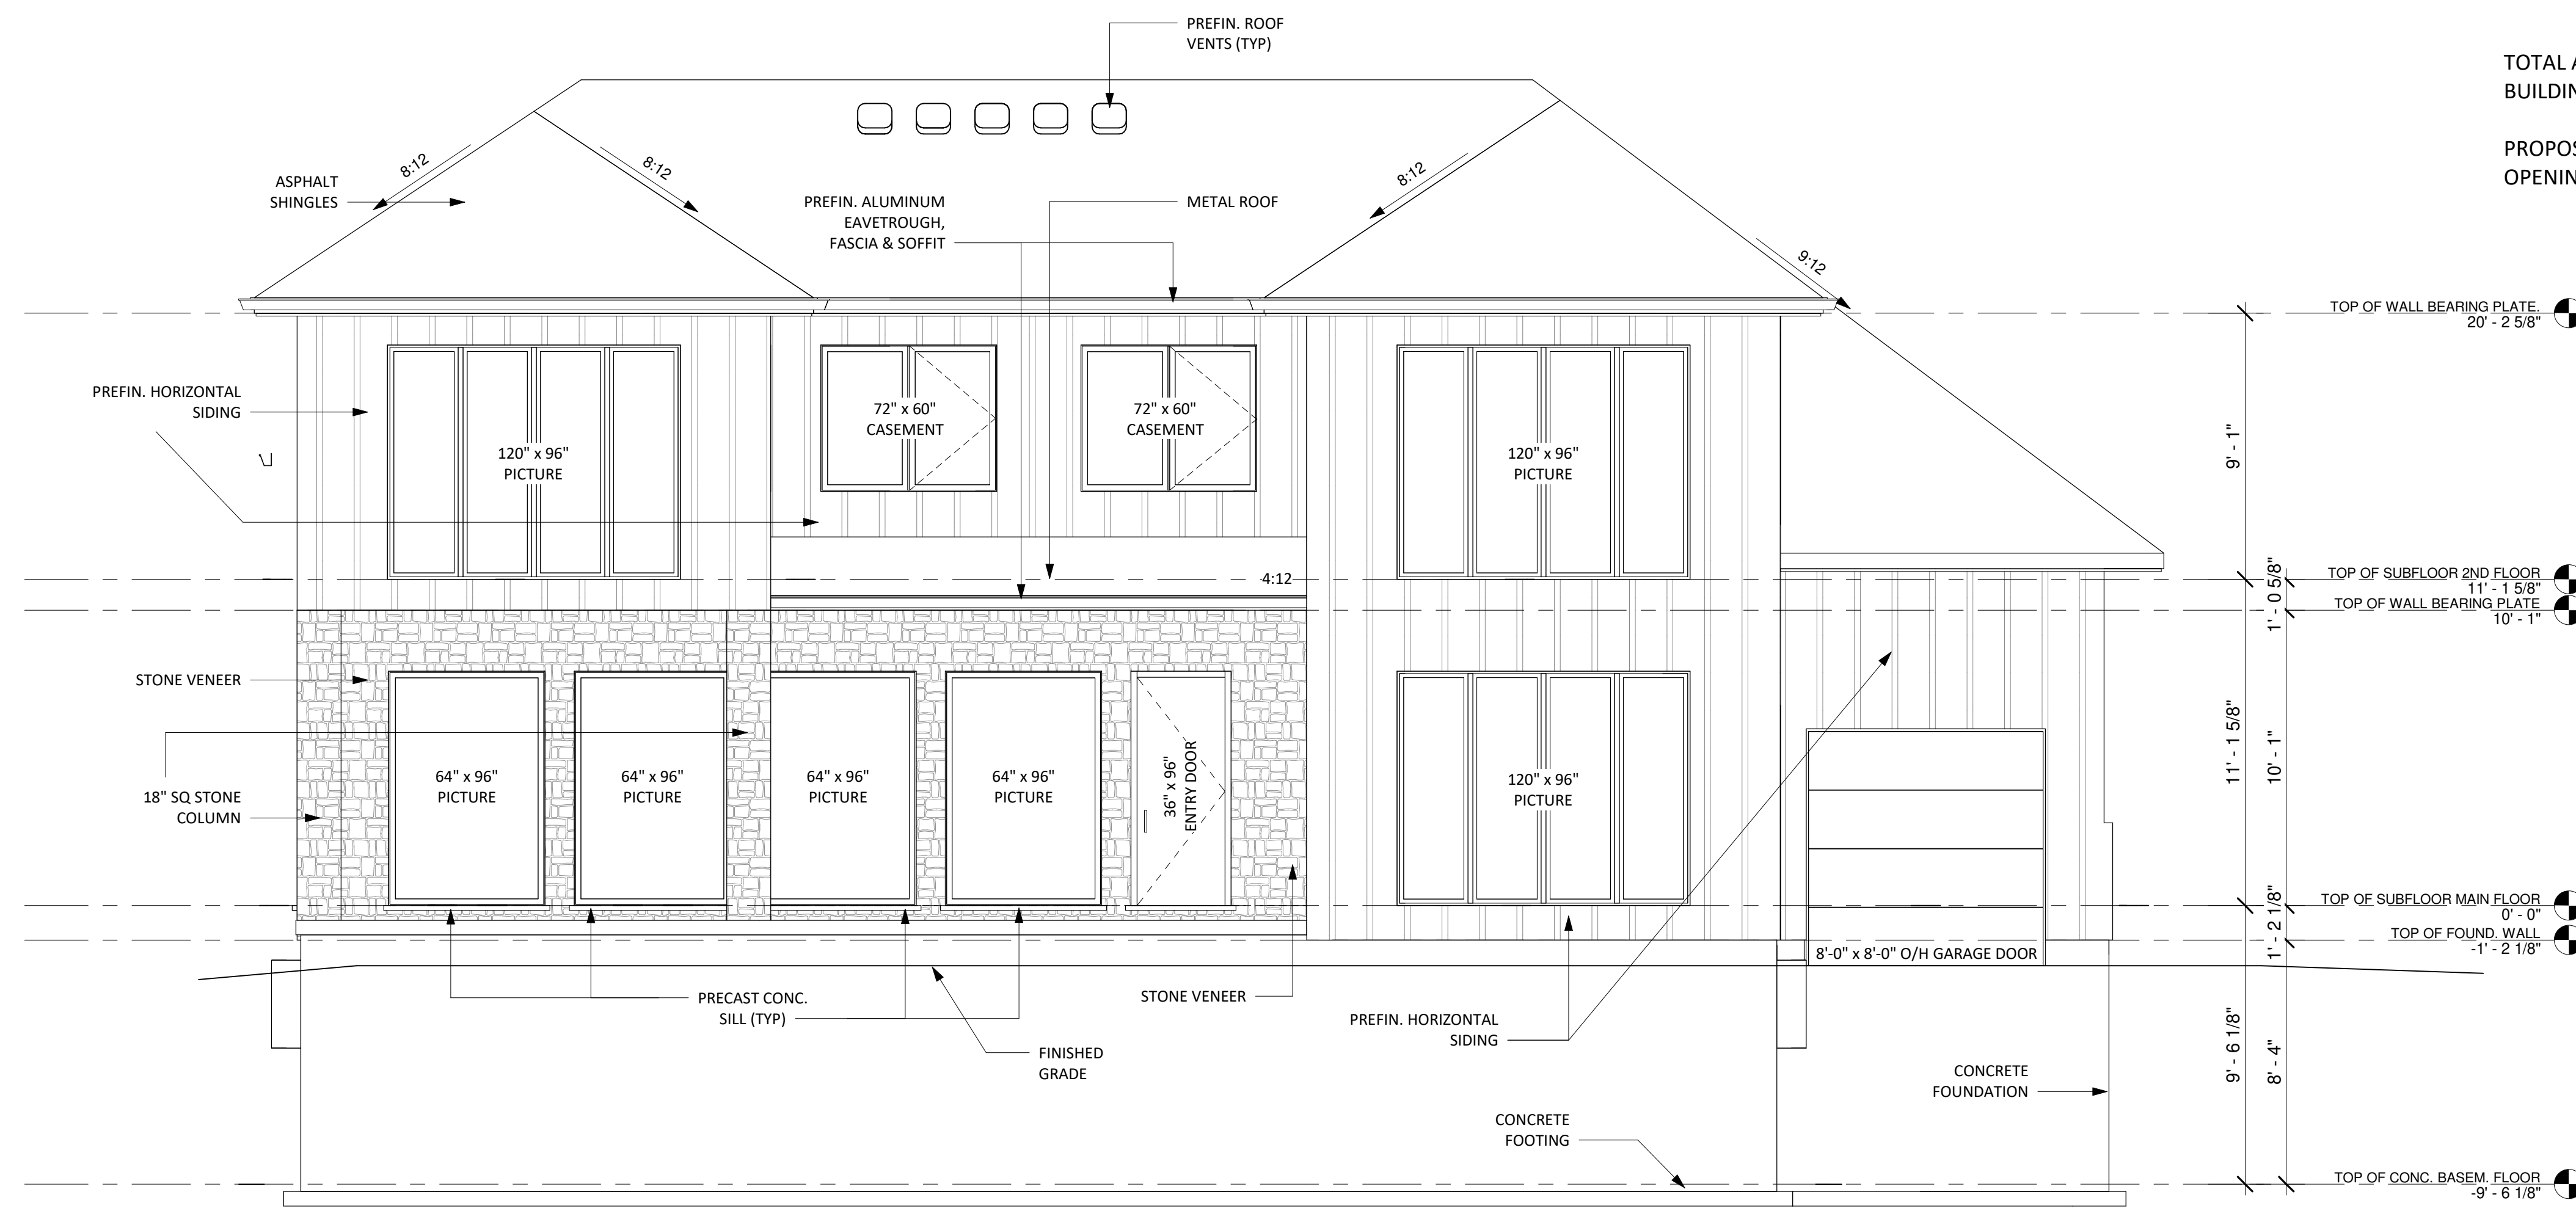 PREFIN. ROOF
VENTS (TYP)
TOTAL
BUILDIN
PROPOS
OPENIN
8:12
8:12
8:12
9:12
ASPHALT
SHINGLES
PREFIN. ALUMINUM
EAVETROUGH,
FASCIA & SOFFIT
METAL ROOF
TOP OF WALL BEARING PLATE.
20' - 2 5/8"
PREFIN. HORIZONTAL
SIDING
120" x 96"
PICTURE
72" x 60"
CASEMENT
72" x 60"
CASEMENT
120" x 96"
PICTURE
9' - 1"
4:12
TOP OF SUBFLOOR 2ND FLOOR
11' - 1 5/8"
1' - 0 5/8"
TOP OF WALL BEARING PLATE
10' - 1"
STONE VENEER
18" SQ STONE
COLUMN
64" x 96"
PICTURE
64" x 96"
PICTURE
64" x 96"
PICTURE
64" x 96"
PICTURE
36" x 96"
ENTRY DOOR
120" x 96"
PICTURE
11' - 1 5/8"
10' - 1"
TOP OF SUBFLOOR MAIN FLOOR
0' - 0"
1' - 2 1/8"
TOP OF FOUND. WALL
-1' - 2 1/8"
8'-0" x 8'-0" O/H GARAGE DOOR
PRECAST CONC.
SILL (TYP)
STONE VENEER
PREFIN. HORIZONTAL
SIDING
FINISHED
GRADE
9' - 6 1/8"
8' - 4"
CONCRETE
FOUNDATION
CONCRETE
FOOTING
TOP OF CONC. BASEM. FLOOR
-9' - 6 1/8"